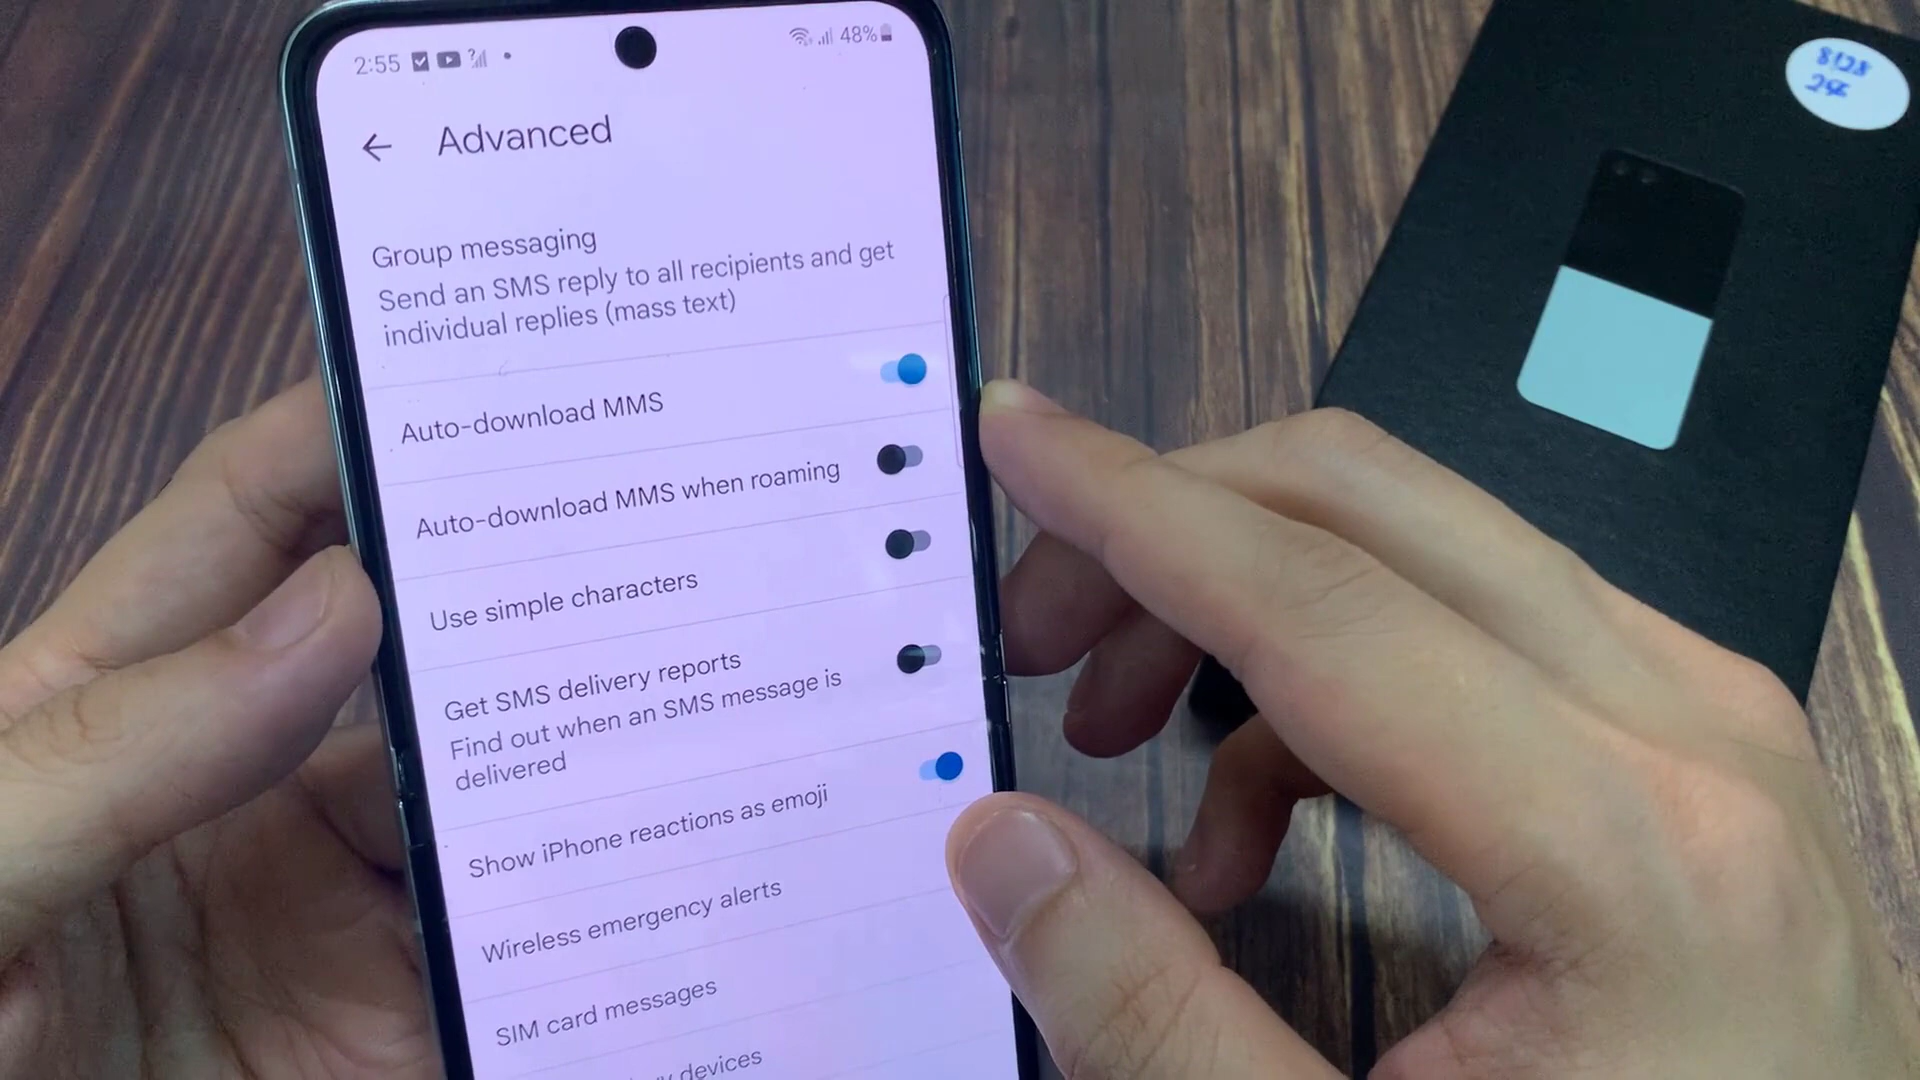 2:55
48%
Advanced
Group messaging
Send an SMS reply to all recipients and get
individual replies (mass text)
Auto-download MMS
Auto-download MMS when roaming
Use simple characters
Get SMS delivery reports
Find out when an SMS message is
delivered
Show iPhone reactions as emoji
Wireless emergency alerts
SIM card messages
devices
8128